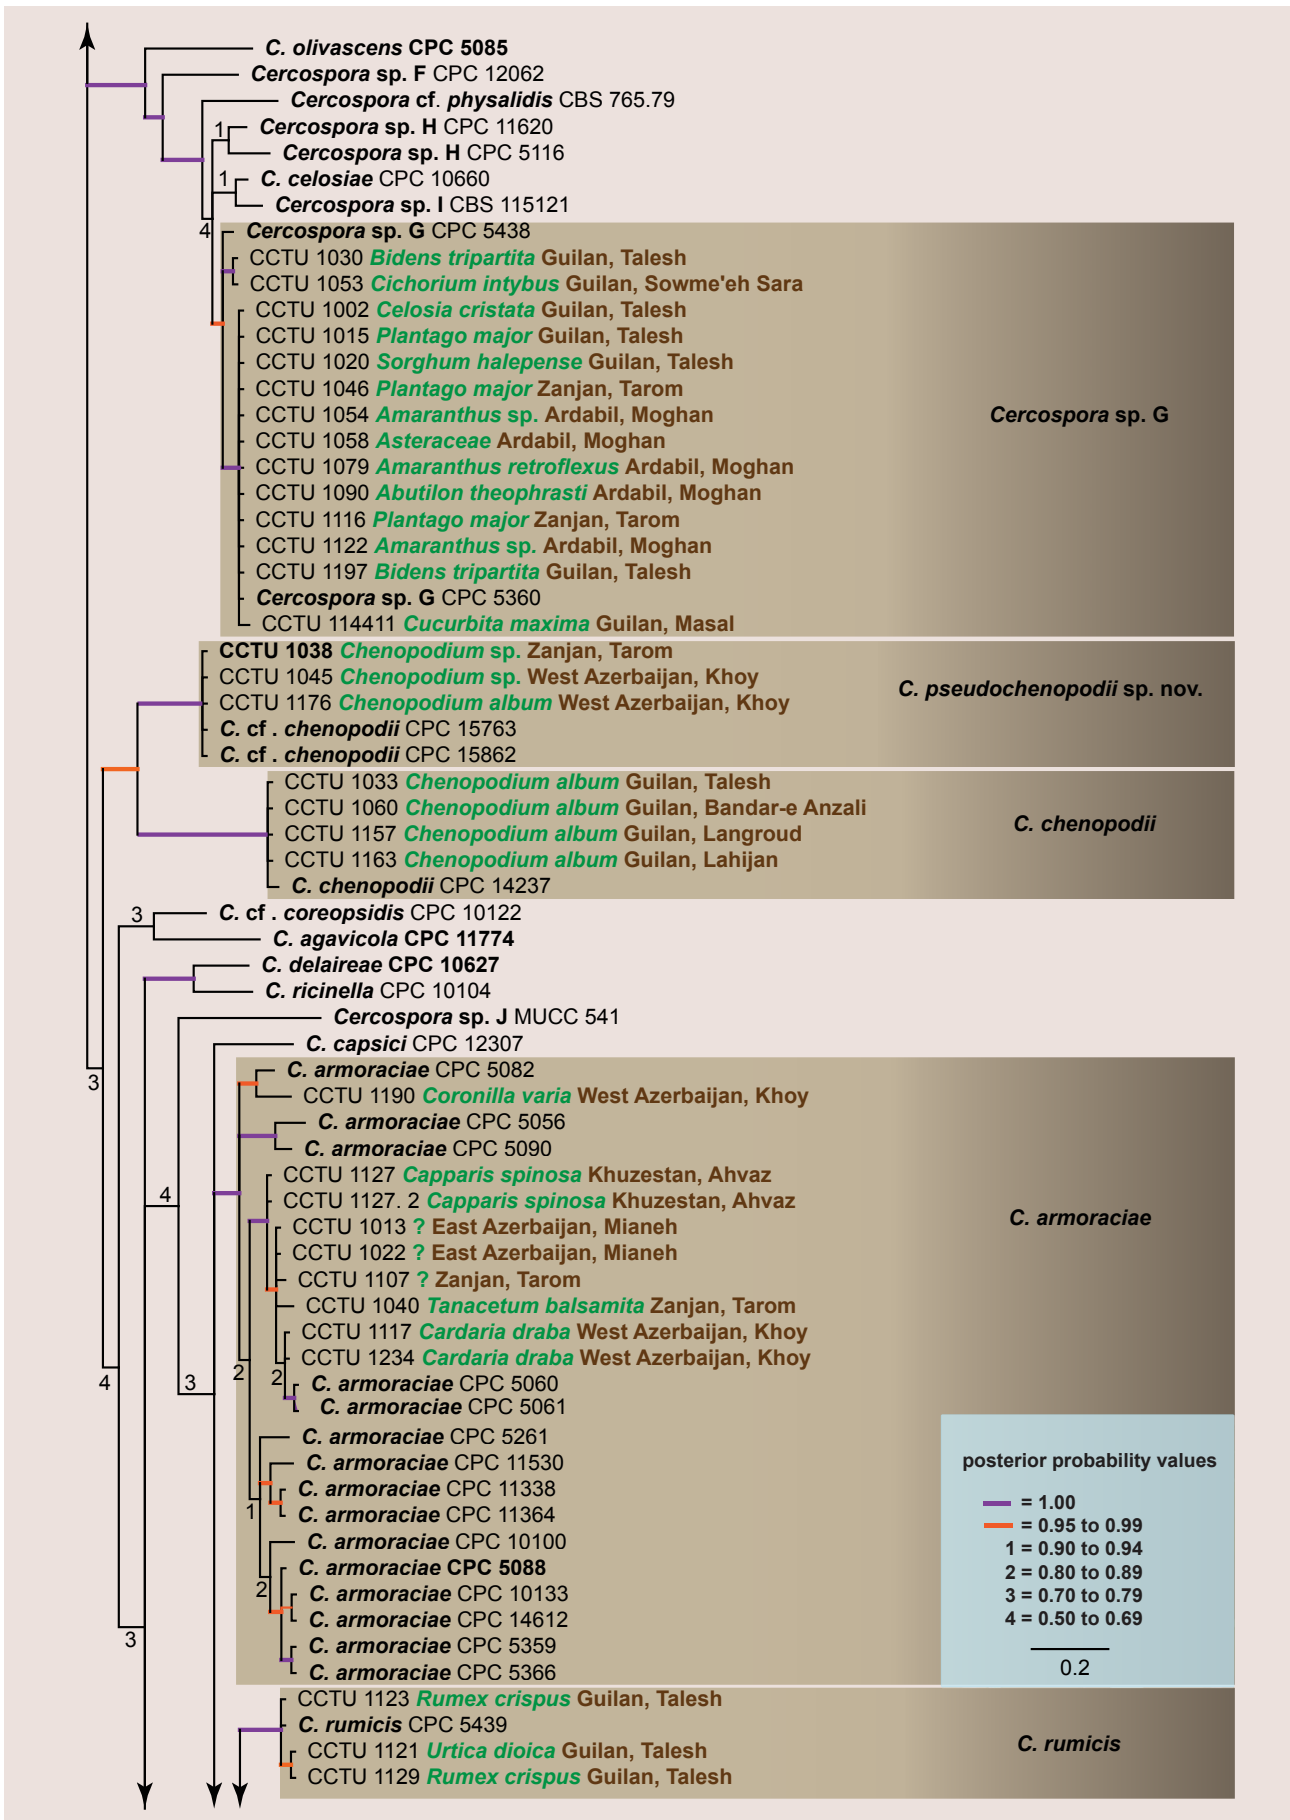 C. olivascens CPC 5085
Cercospora sp. F CPC 12062
Cercospora cf. physalidis CBS 765.79
1 Cercospora sp. H CPC 11620
Cercospora sp. H CPC 5116
1 C. celosiae CPC 10660
Cercospora sp. I CBS 115121
4 Cercospora sp. G CPC 5438
CCTU 1030 Bidens tripartita Guilan, Talesh
CCTU 1053 Cichorium intybus Guilan, Sowme'eh Sara
CCTU 1002 Celosia cristata Guilan, Talesh
CCTU 1015 Plantago major Guilan, Talesh
CCTU 1020 Sorghum halepense Guilan, Talesh
CCTU 1046 Plantago major Zanjan, Tarom
CCTU 1054 Amaranthus sp. Ardabil, Moghan
Cercospora sp. G
CCTU 1058 Asteraceae Ardabil, Moghan
CCTU 1079 Amaranthus retroflexus Ardabil, Moghan
CCTU 1090 Abutilon theophrasti Ardabil, Moghan
CCTU 1116 Plantago major Zanjan, Tarom
CCTU 1122 Amaranthus sp. Ardabil, Moghan
CCTU 1197 Bidens tripartita Guilan, Talesh
Cercospora sp. G CPC 5360
CCTU 114411 Cucurbita maxima Guilan, Masal
CCTU 1038 Chenopodium sp. Zanjan, Tarom
CCTU 1045 Chenopodium sp. West Azerbaijan, Khoy
C. pseudochenopodii sp. nov.
CCTU 1176 Chenopodium album West Azerbaijan, Khoy
C. cf . chenopodii CPC 15763
C. cf . chenopodii CPC 15862
CCTU 1033 Chenopodium album Guilan, Talesh
CCTU 1060 Chenopodium album Guilan, Bandar-e Anzali
C. chenopodii
CCTU 1157 Chenopodium album Guilan, Langroud
CCTU 1163 Chenopodium album Guilan, Lahijan
C. chenopodii CPC 14237
3 C. cf . coreopsidis CPC 10122
C. agavicola CPC 11774
C. delaireae CPC 10627
C. ricinella CPC 10104
Cercospora sp. J MUCC 541
C. capsici CPC 12307
C. armoraciae CPC 5082
3
CCTU 1190 Coronilla varia West Azerbaijan, Khoy
C. armoraciae CPC 5056
C. armoraciae CPC 5090
CCTU 1127 Capparis spinosa Khuzestan, Ahvaz
4
CCTU 1127. 2 Capparis spinosa Khuzestan, Ahvaz
C. armoraciae
CCTU 1013 ? East Azerbaijan, Mianeh
CCTU 1022 ? East Azerbaijan, Mianeh
CCTU 1107 ? Zanjan, Tarom
CCTU 1040 Tanacetum balsamita Zanjan, Tarom
CCTU 1117 Cardaria draba West Azerbaijan, Khoy
CCTU 1234 Cardaria draba West Azerbaijan, Khoy
4 3 2 2
C. armoraciae CPC 5060
C. armoraciae CPC 5061
C. armoraciae CPC 5261
C. armoraciae CPC 11530
C. armoraciae CPC 11338
1
C. armoraciae CPC 11364
C. armoraciae CPC 10100
C. armoraciae CPC 5088
2
C. armoraciae CPC 10133
C. armoraciae CPC 14612
3
C. armoraciae CPC 5359
C. armoraciae CPC 5366
posterior probability values
= 1.00
= 0.95 to 0.99
1 = 0.90 to 0.94
2 = 0.80 to 0.89
3 = 0.70 to 0.79
4 = 0.50 to 0.69
0.2
CCTU 1123 Rumex crispus Guilan, Talesh
C. rumicis CPC 5439
C. rumicis
CCTU 1121 Urtica dioica Guilan, Talesh
CCTU 1129 Rumex crispus Guilan, Talesh